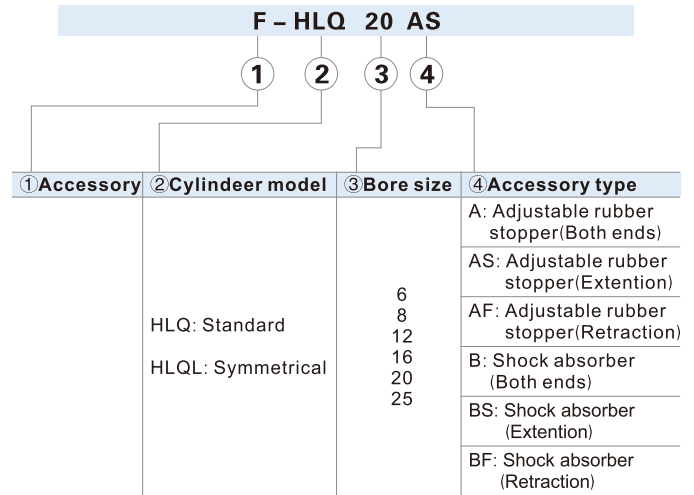 F – HLQ 20 AS
1 2 3 4
①Accessory ②Cylindeer model ③Bore size ④Accessory type
HLQ: Standard
HLQL: Symmetrical
6
8
12
16
20
25
A: Adjustable rubber
stopper(Both ends)
AS: Adjustable rubber
stopper(Extention)
AF: Adjustable rubber
stopper(Retraction)
B: Shock absorber
(Both ends)
BS: Shock absorber
(Extention)
BF: Shock absorber
(Retraction)